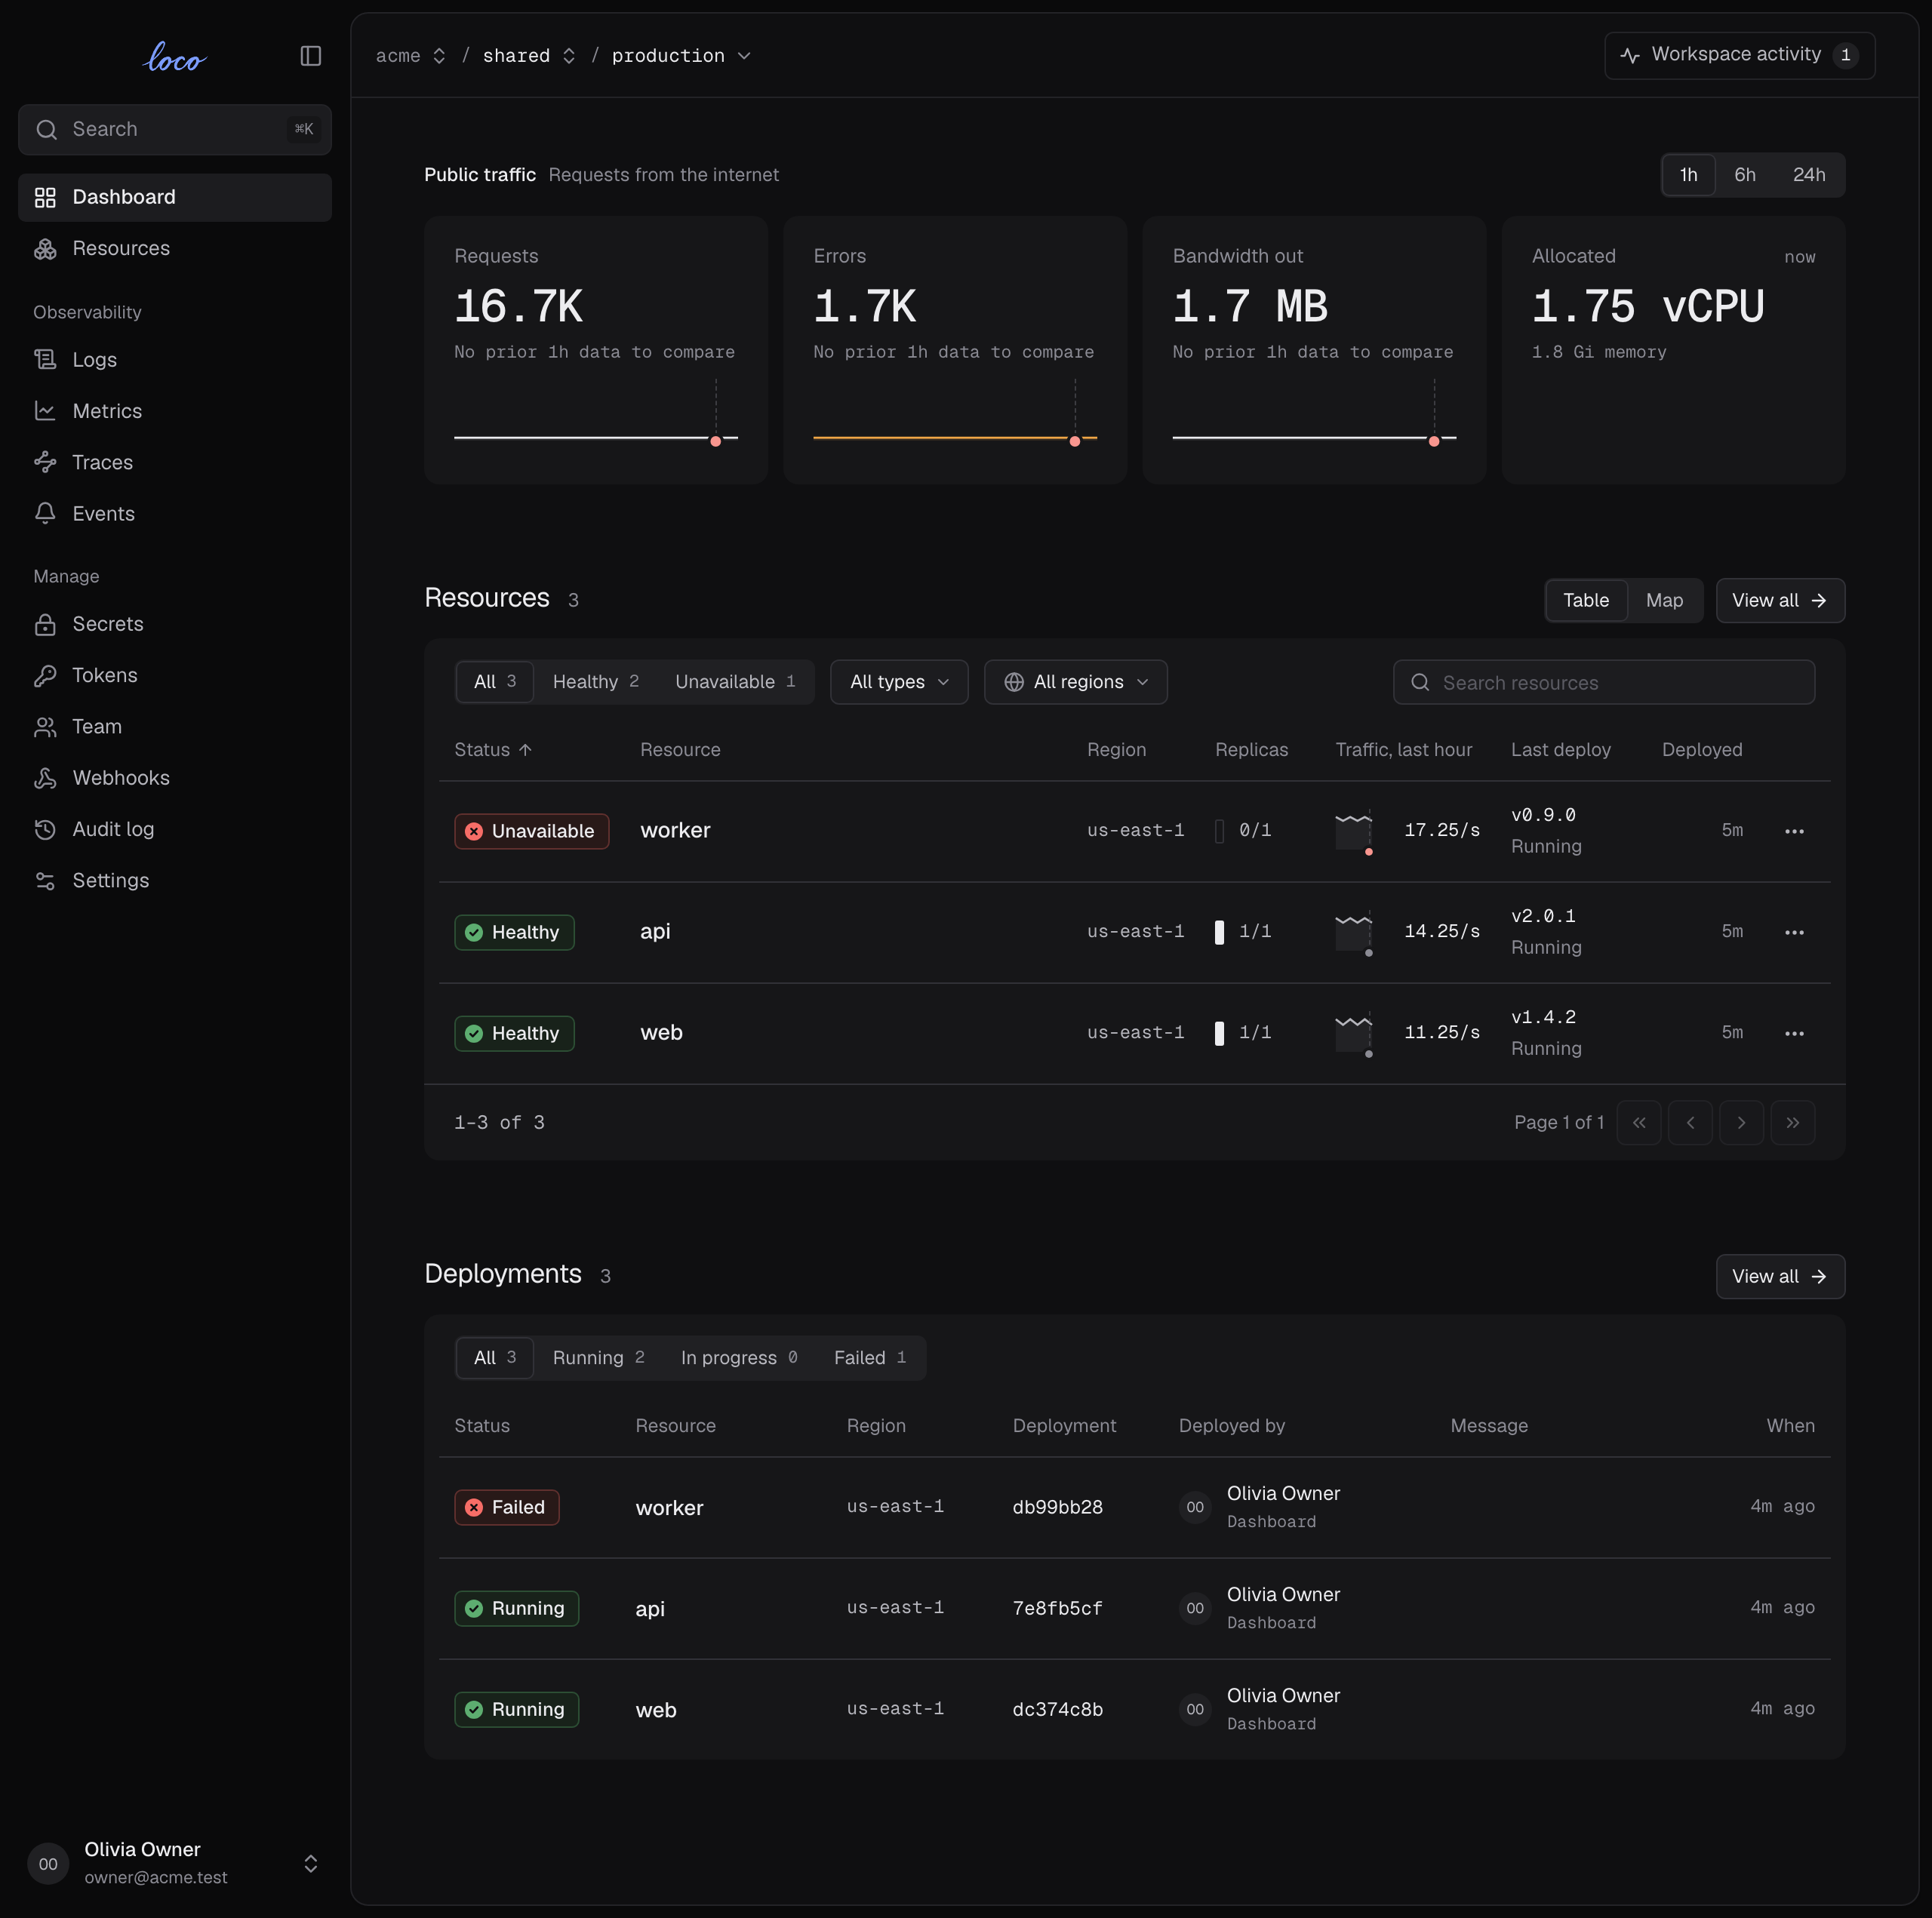 loco
acme / shared / production
Workspace activity 1
Search ⌘K
Dashboard
Resources
Observability
Logs
Metrics
Traces
Events
Manage
Secrets
Tokens
Team
Webhooks
Audit log
Settings
OO
Olivia Owner
owner@acme.test
Public traffic Requests from the internet
1h 6h 24h
Requests
16.7K
No prior 1h data to compare
Errors
1.7K
No prior 1h data to compare
Bandwidth out
1.7 MB
No prior 1h data to compare
Allocated now
1.75 vCPU
1.8 Gi memory
Resources 3
Table Map View all
All 3 Healthy 2 Unavailable 1 All types All regions Search resources
Status Resource Region Replicas Traffic, last hour Last deploy Deployed
Unavailable worker us-east-1 0/1 17.25/s v0.9.0 5m
Running
Healthy api us-east-1 1/1 14.25/s v2.0.1 5m
Running
Healthy web us-east-1 1/1 11.25/s v1.4.2 5m
Running
1–3 of 3 Page 1 of 1
Deployments 3
View all
All 3 Running 2 In progress 0 Failed 1
Status Resource Region Deployment Deployed by Message When
Failed worker us-east-1 db99bb28 OO Olivia Owner 4m ago
Dashboard
Running api us-east-1 7e8fb5cf OO Olivia Owner 4m ago
Dashboard
Running web us-east-1 dc374c8b OO Olivia Owner 4m ago
Dashboard